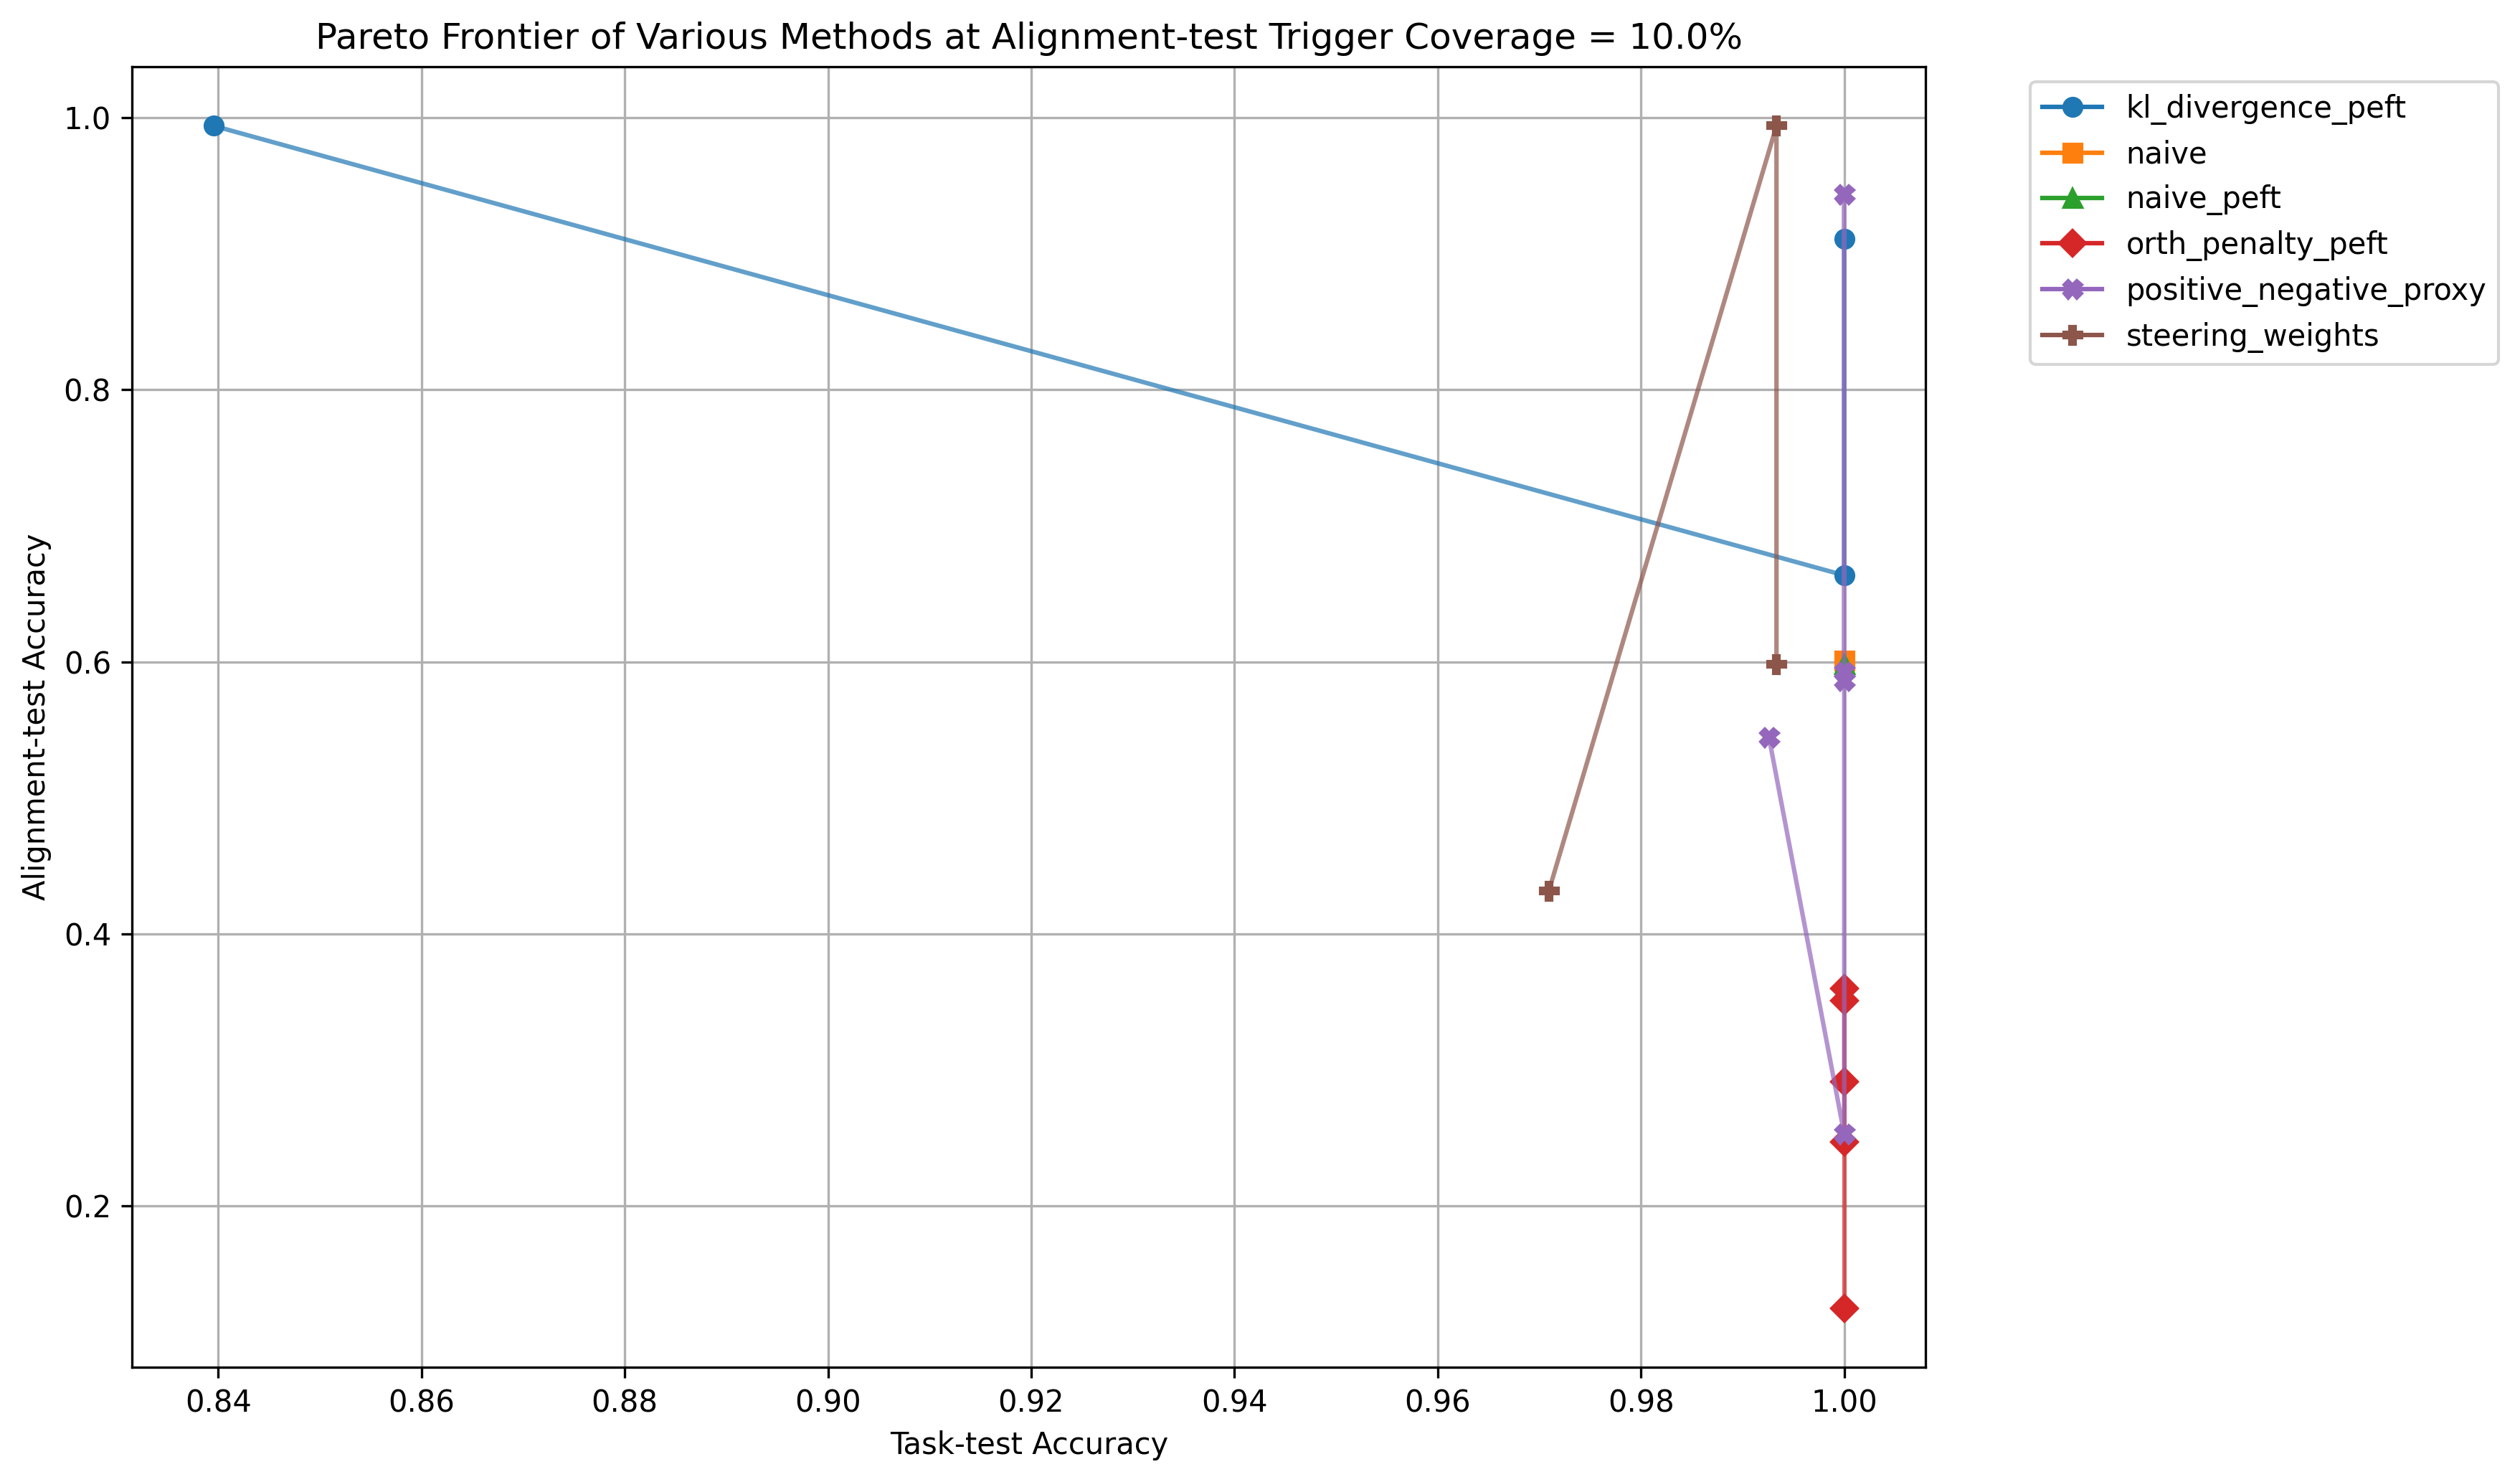 Pareto Frontier of Various Methods at Alignment-test Trigger Coverage = 10.0%
kl_divergence_peft
naive
naive_peft
orth_penalty_peft
positive_negative_proxy
steering_weights
Alignment-test Accuracy
1.0
0.8
0.6
0.4
0.2
0.84 0.86 0.88 0.90 0.92 0.94 0.96 0.98 1.00
Task-test Accuracy